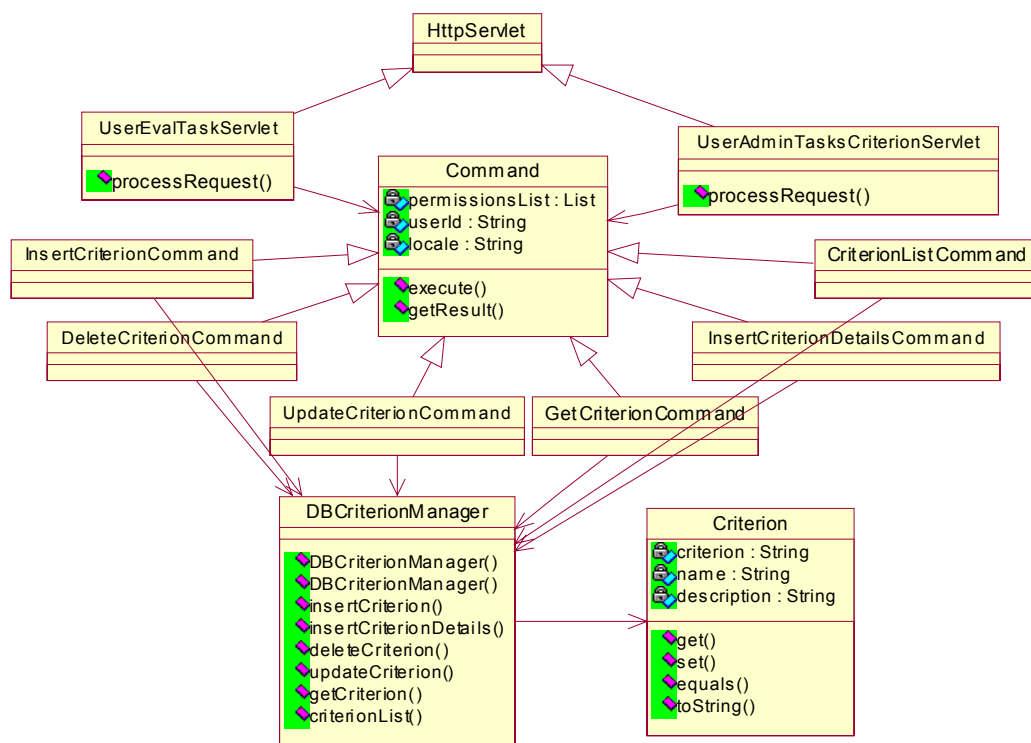 HttpServlet
UserEvalTaskServlet
processRequest()
UserAdminTasksCriterionServlet
processRequest()
Command
permissionsList : List
userId : String
locale : String
execute()
getResult()
InsertCriterionCommand
CriterionListCommand
DeleteCriterionCommand
InsertCriterionDetailsCommand
UpdateCriterionCommand
GetCriterionCommand
DBCriterionManager
DBCriterionManager()
DBCriterionManager()
insertCriterion()
insertCriterionDetails()
deleteCriterion()
updateCriterion()
getCriterion()
criterionList()
Criterion
criterion : String
name : String
description : String
get()
set()
equals()
toString()